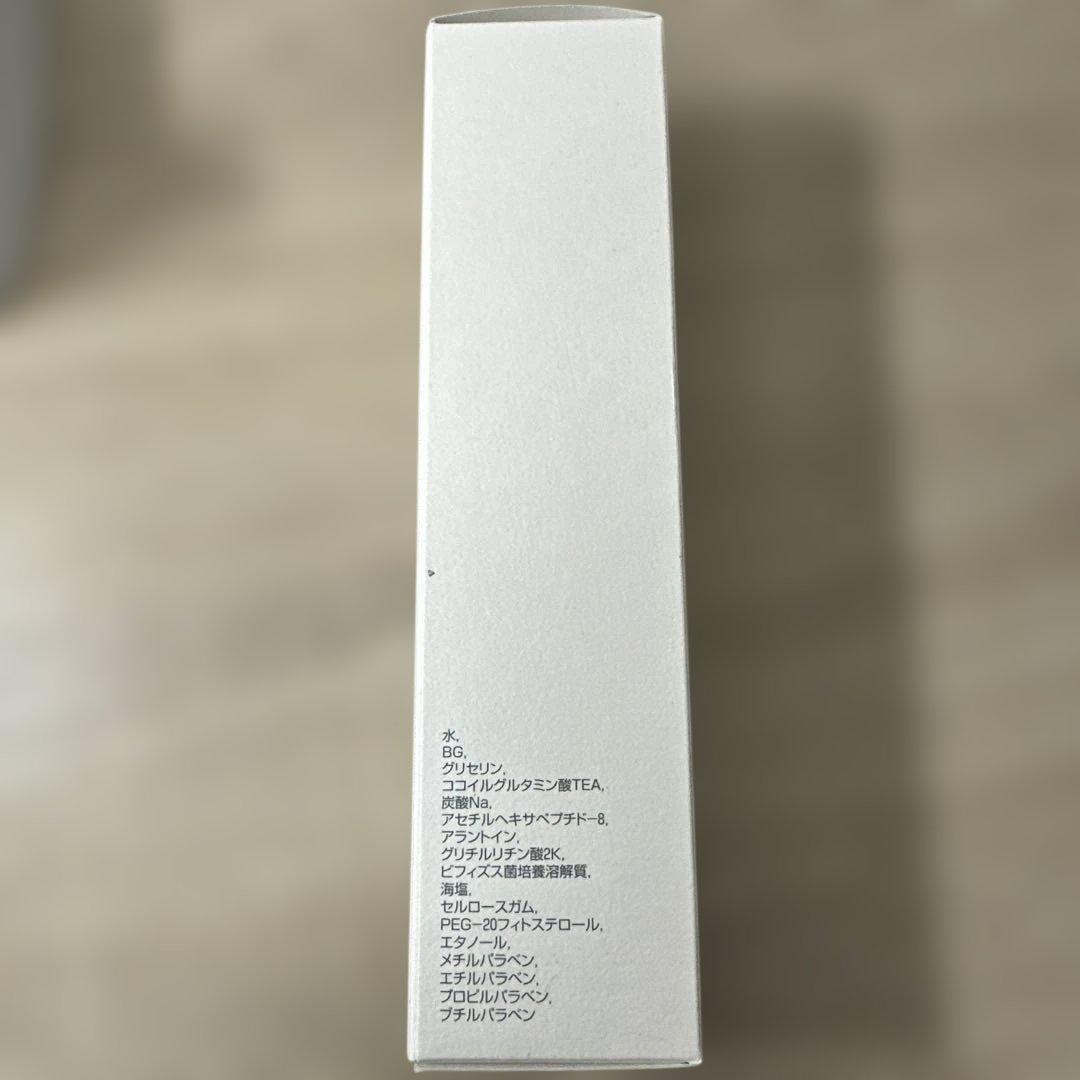 水,
BG,
グリセリン,
ココイルグルタミン酸TEA,
炭酸Na,
アセチルヘキサペプチド-8,
アラントイン,
グリチルリチン酸2K,
ビフィズス菌培養溶解質,
海塩,
セルロースガム,
PEG-20フィトステロール,
エタノール,
メチルパラベン,
エチルパラベン,
プロピルパラベン,
ブチルパラベン